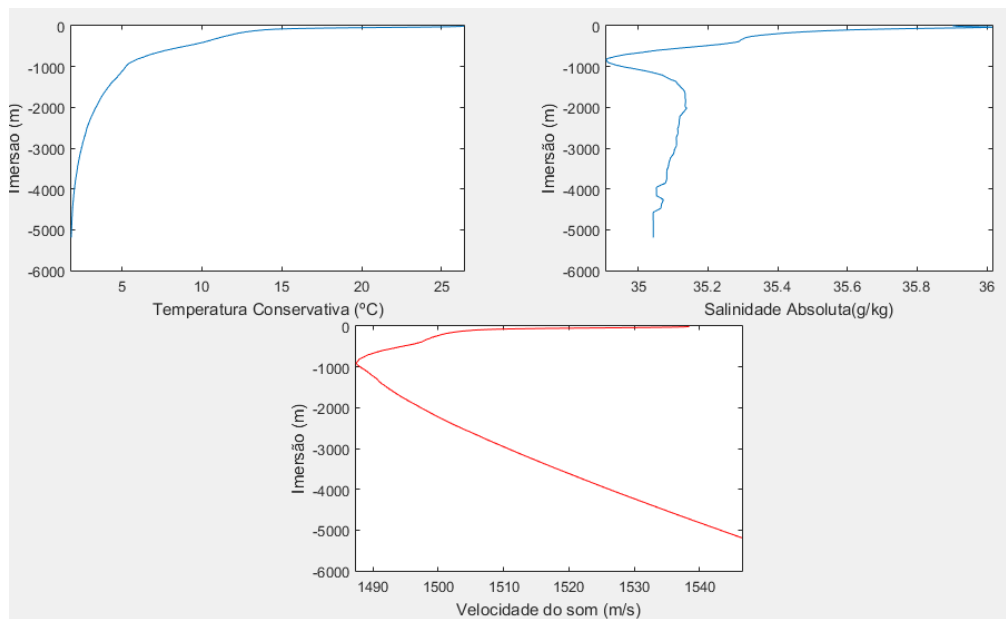 0
-1000
-2000
-3000
-4000
-5000
-6000
Imersão (m)
5 10 15 20 25
Temperatura Conservativa (ºC)
0
-1000
-2000
-3000
-4000
-5000
-6000
Imersão (m)
35 35.2 35.4 35.6 35.8 36
Salinidade Absoluta(g/kg)
0
-1000
-2000
-3000
-4000
-5000
-6000
Imersão (m)
1490 1500 1510 1520 1530 1540
Velocidade do som (m/s)